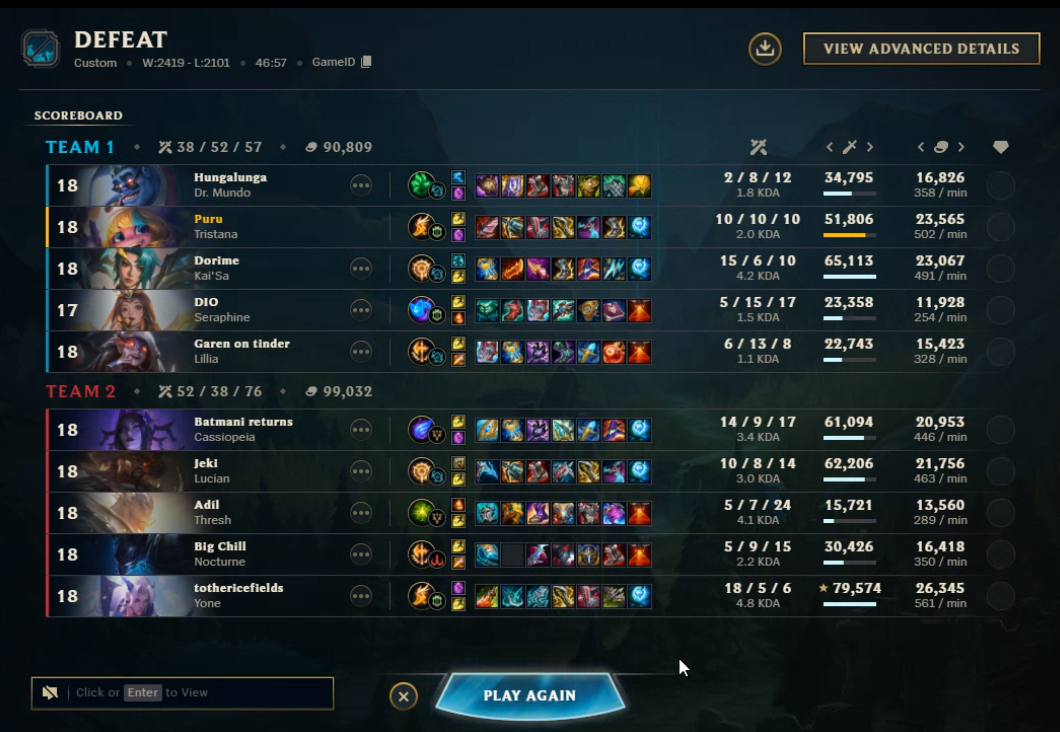 DEFEAT
Custom • W:2419 - L:2101 • 46:57 • GameID
VIEW ADVANCED DETAILS
SCOREBOARD
TEAM 1 38 / 52 / 57 90,809
18 Hungalunga 2 / 8 / 12 34,795 16,826
Dr. Mundo 1.8 KDA 358 / min
18 Puru 10 / 10 / 10 51,806 23,565
Tristana 2.0 KDA 502 / min
18 Dorime 15 / 6 / 10 65,113 23,067
Kai'Sa 4.2 KDA 491 / min
17 DIO 5 / 15 / 17 23,358 11,928
Seraphine 1.5 KDA 254 / min
18 Garen on tinder 6 / 13 / 8 22,743 15,423
Lillia 1.1 KDA 328 / min
TEAM 2 52 / 38 / 76 99,032
18 Batmani returns 14 / 9 / 17 61,094 20,953
Cassiopeia 3.4 KDA 446 / min
18 Jeki 10 / 8 / 14 62,206 21,756
Lucian 3.0 KDA 463 / min
18 Adil 5 / 7 / 24 15,721 13,560
Thresh 4.1 KDA 289 / min
18 Big Chill 5 / 9 / 15 30,426 16,418
Nocturne 2.2 KDA 350 / min
18 tothericefields 18 / 5 / 6 79,574 26,345
Yone 4.8 KDA 561 / min
Click or Enter to View
PLAY AGAIN